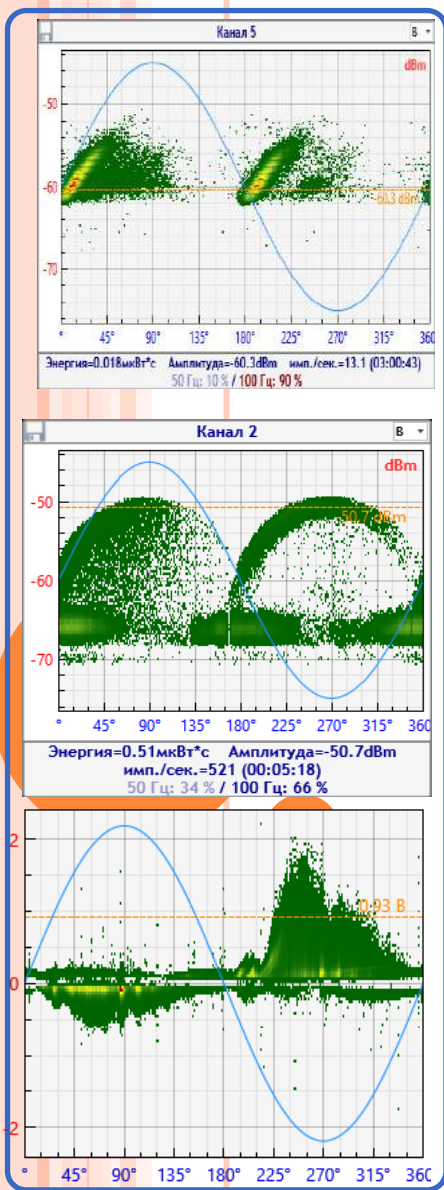 Канал 5 B
dBm
-50
-60
-60.3 dBm
-70
° 45° 90° 135° 180° 225° 270° 315° 360
Энергия=0.018мкВт*с Амплитуда=-60.3dBm имп./сек.=13.1 (03:00:43)
50 Гц: 10 % / 100 Гц: 90 %
Канал 2 B
dBm
-50
-50.7 dBm
-60
-70
° 45° 90° 135° 180° 225° 270° 315° 360
Энергия=0.51мкВт*с Амплитуда=-50.7dBm
имп./сек.=521 (00:05:18)
50 Гц: 34 % / 100 Гц: 66 %
2
0.93 В
0
-2
° 45° 90° 135° 180° 225° 270° 315° 360